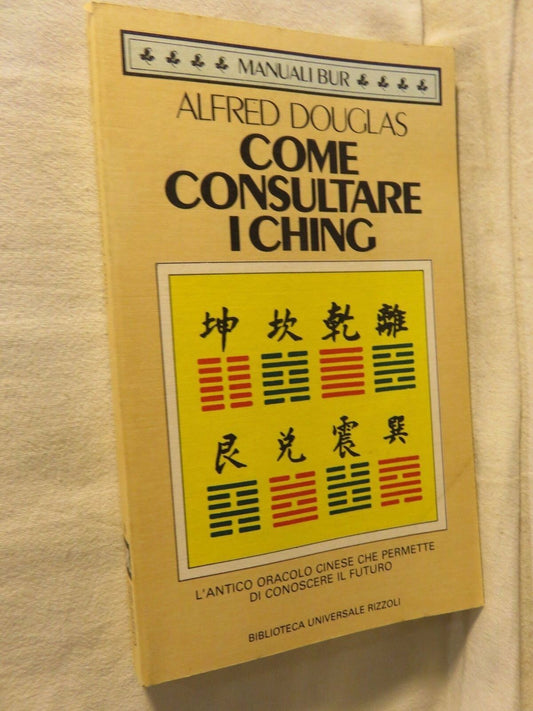 MANUALI BUR
ALFRED DOUGLAS
COME
CONSULTARE
I CHING
坤 坎 乾 離
艮 兑 震 巽
L'ANTICO ORACOLO CINESE CHE PERMETTE
DI CONOSCERE IL FUTURO
BIBLIOTECA UNIVERSALE RIZZOLI